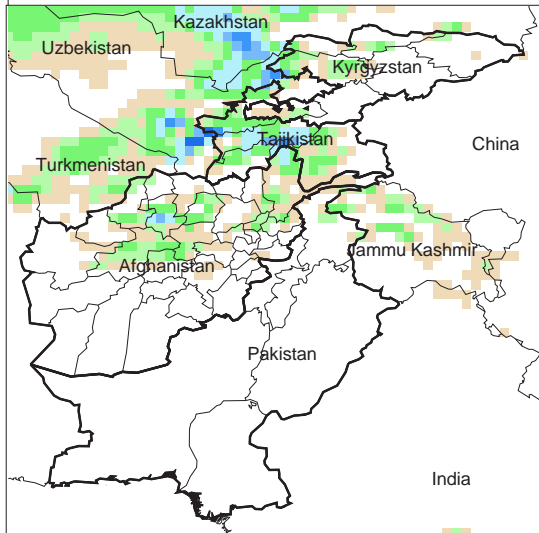 Kazakhstan
Uzbekistan
Kyrgyzstan
Tajikistan
China
Turkmenistan
Jammu Kashmir
Afghanistan
Pakistan
India